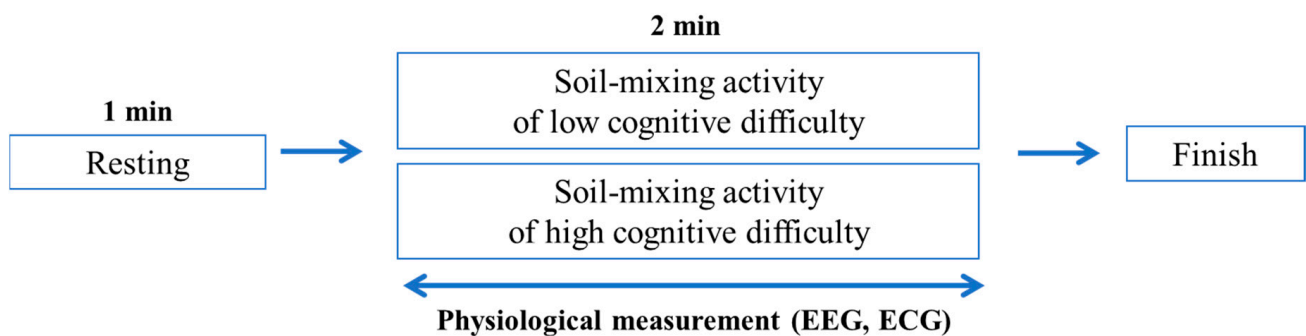 1 min
Resting
2 min
Soil-mixing activity
of low cognitive difficulty
Soil-mixing activity
of high cognitive difficulty
Physiological measurement (EEG, ECG)
Finish